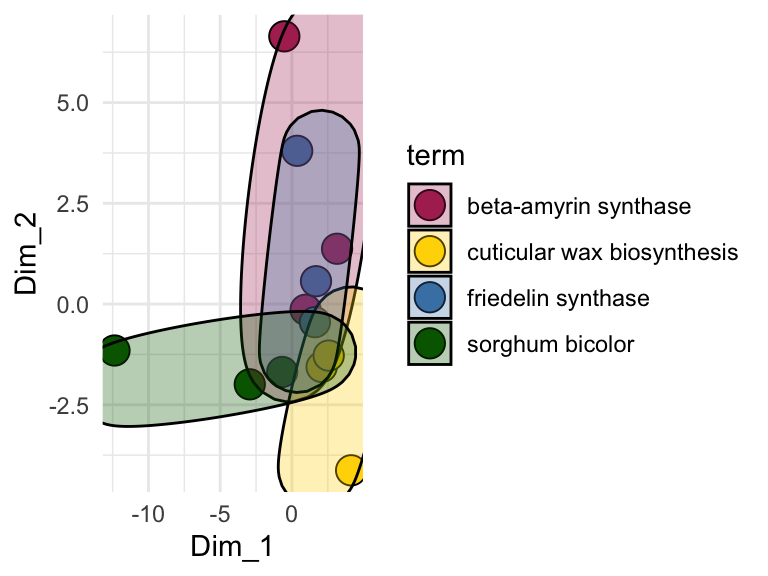 5.0
2.5
0.0
-2.5
Dim_2
-10 -5 0
Dim_1
term
beta-amyrin synthase
cuticular wax biosynthesis
friedelin synthase
sorghum bicolor